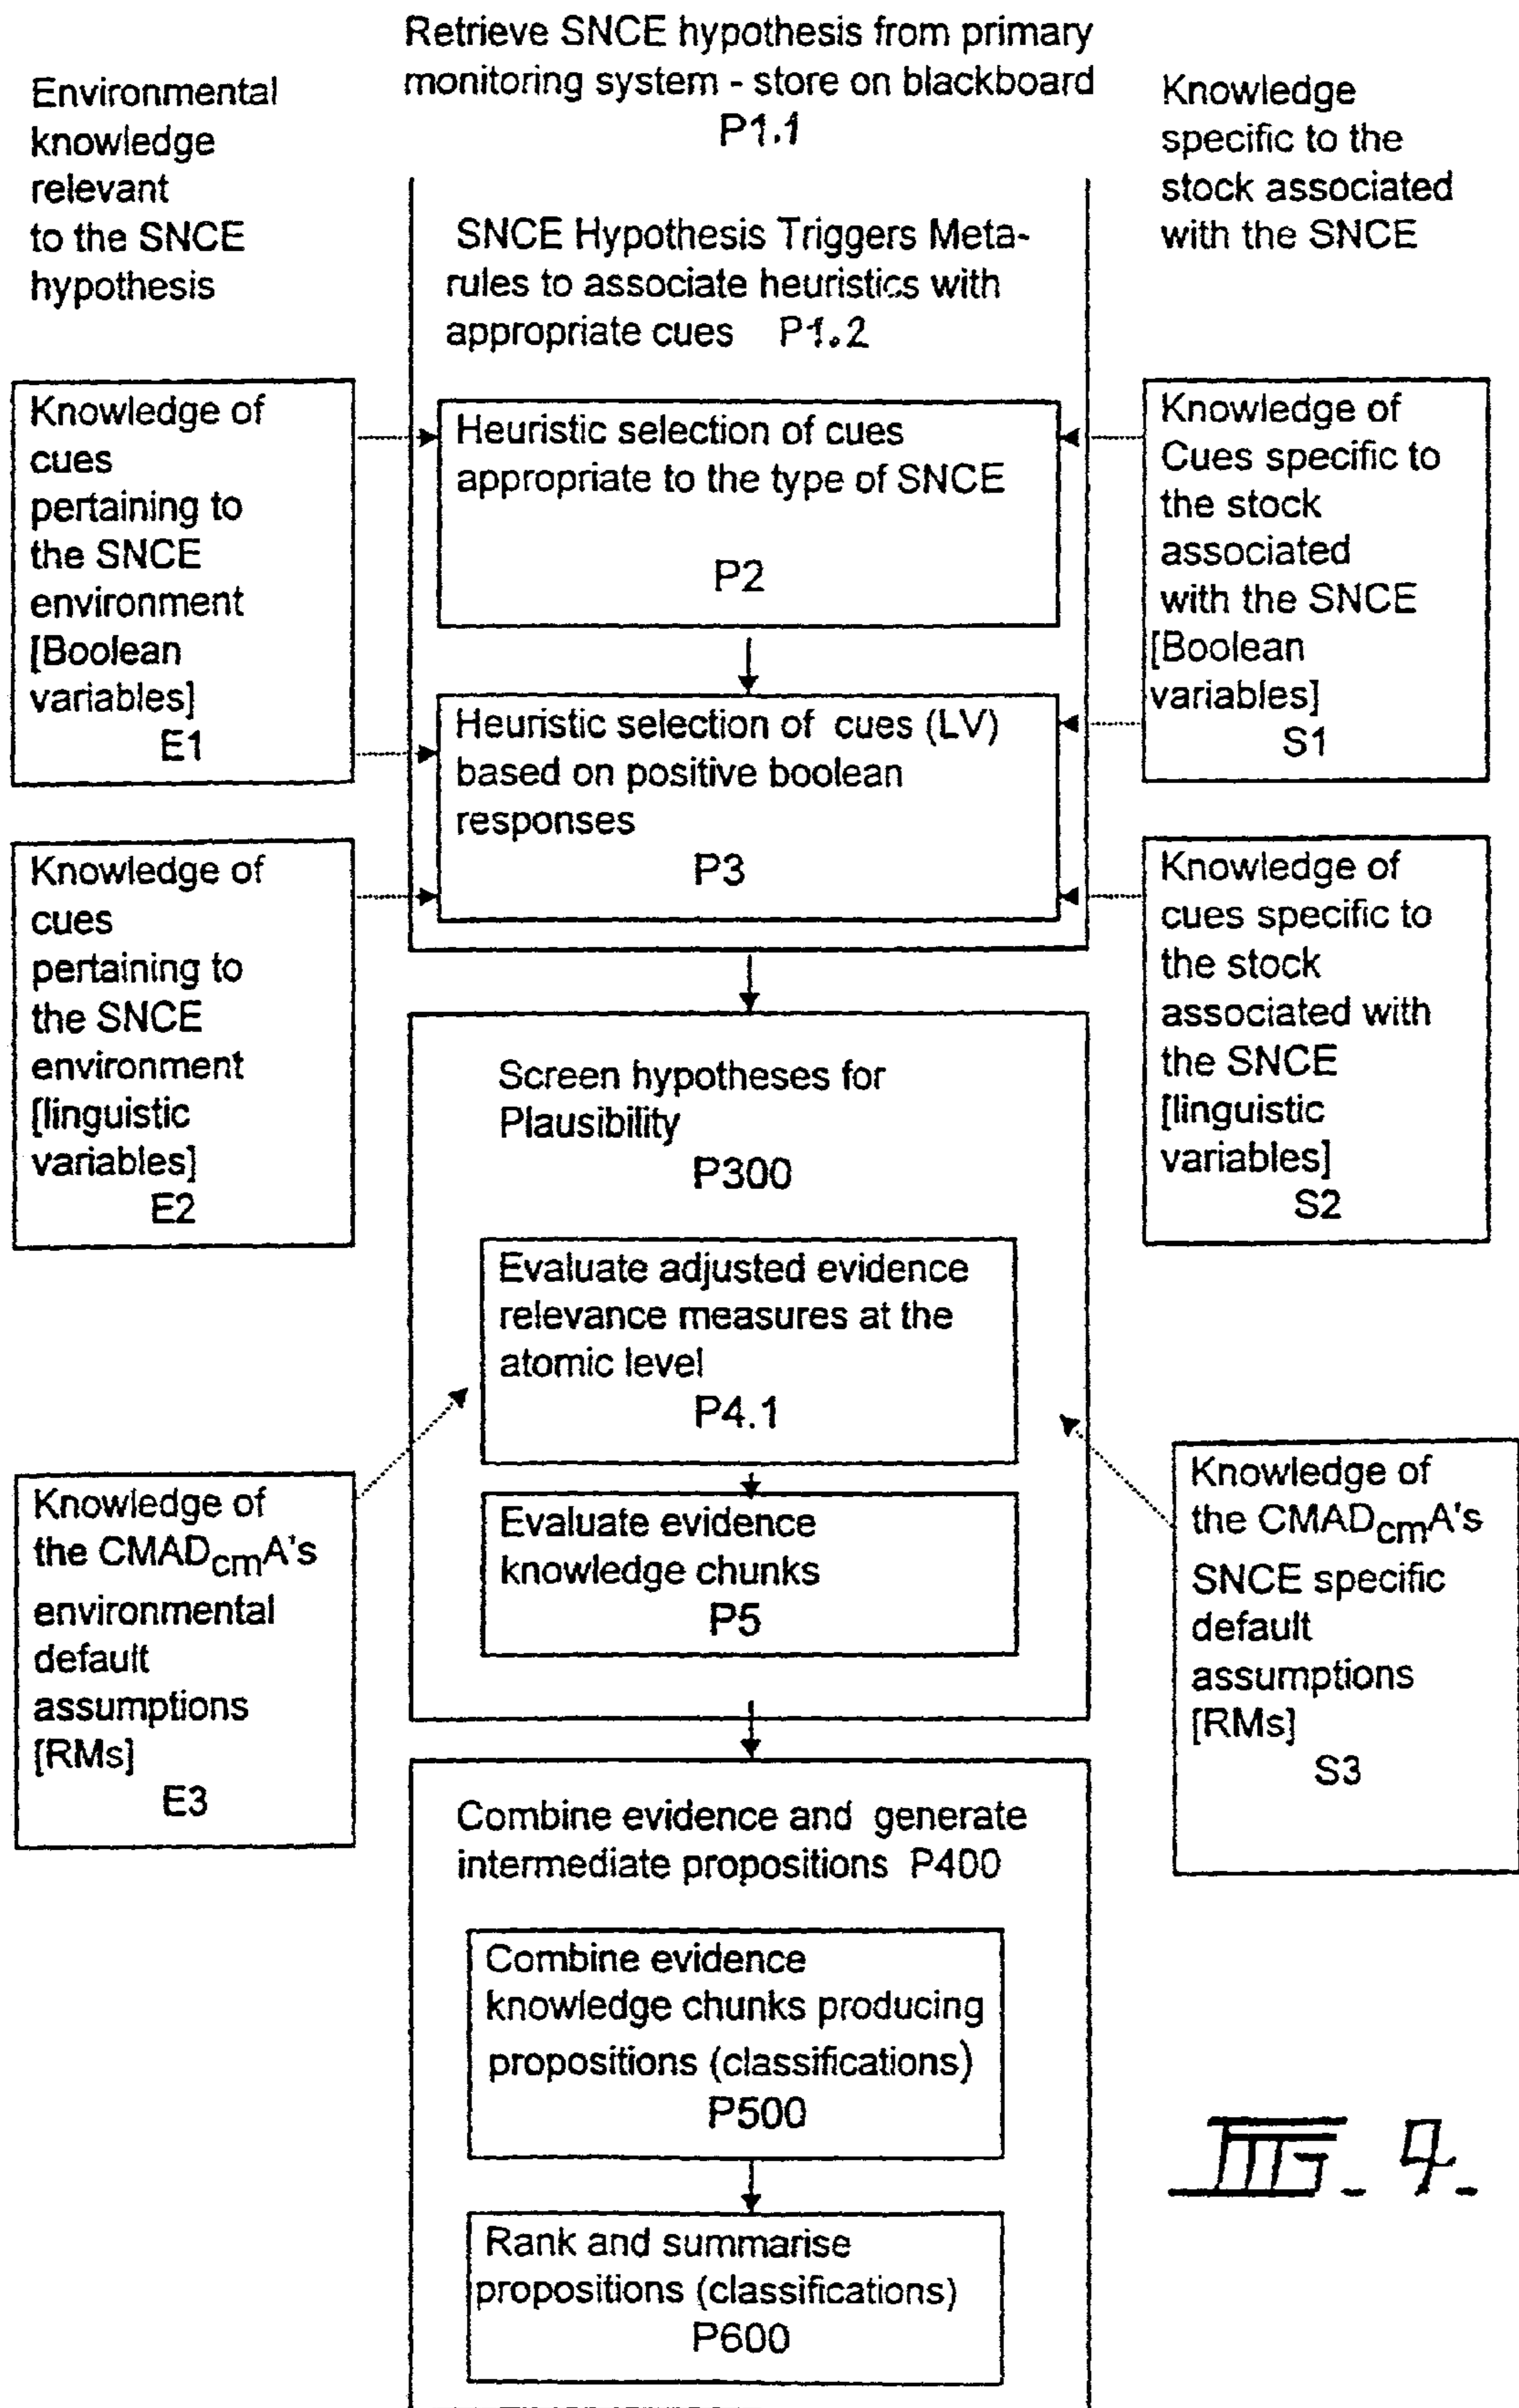 Retrieve SNCE hypothesis from primary
monitoring system - store on blackboard
P1.1
Environmental
knowledge
relevant
to the SNCE
hypothesis
Knowledge
specific to the
stock associated
with the SNCE
SNCE Hypothesis Triggers Meta-
rules to associate heuristics with
appropriate cues P1.2
Knowledge of
cues
pertaining to
the SNCE
environment
[Boolean
variables]
E1
Heuristic selection of cues
appropriate to the type of SNCE
P2
Knowledge of
Cues specific to
the stock
associated
with the SNCE
[Boolean
variables]
S1
Heuristic selection of cues (LV)
based on positive boolean
responses
P3
Knowledge of
cues
pertaining to
the SNCE
environment
[linguistic
variables]
E2
Knowledge of
cues specific to
the stock
associated with
the SNCE
[linguistic
variables]
S2
Screen hypotheses for
Plausibility
P300
Evaluate adjusted evidence
relevance measures at the
atomic level
P4.1
Evaluate evidence
knowledge chunks
P5
Knowledge of
the CMADcmA's
environmental
default
assumptions
[RMs]
E3
Knowledge of
the CMADcmA's
SNCE specific
default
assumptions
[RMs]
S3
Combine evidence and generate
intermediate propositions P400
Combine evidence
knowledge chunks producing
propositions (classifications)
P500
Rank and summarise
propositions (classifications)
P600
FIG. 4.